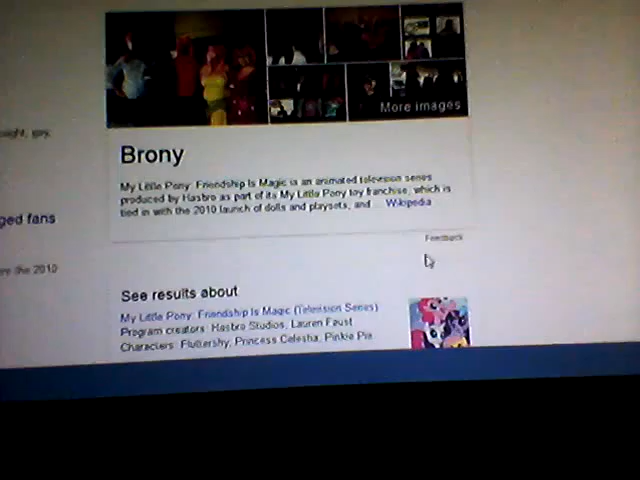 More images
Brony
My Little Pony: Friendship Is Magic is an animated television series
produced by Hasbro as part of its My Little Pony toy franchise, which is
tied in with the 2010 launch of dolls and playsets, and ... Wikipedia
Feedback
gay,
ged fans
the 2010
See results about
My Little Pony: Friendship Is Magic (Television Series)
Program creators: Hasbro Studios, Lauren Faust
Characters: Fluttershy, Princess Celestia, Pinkie Pie